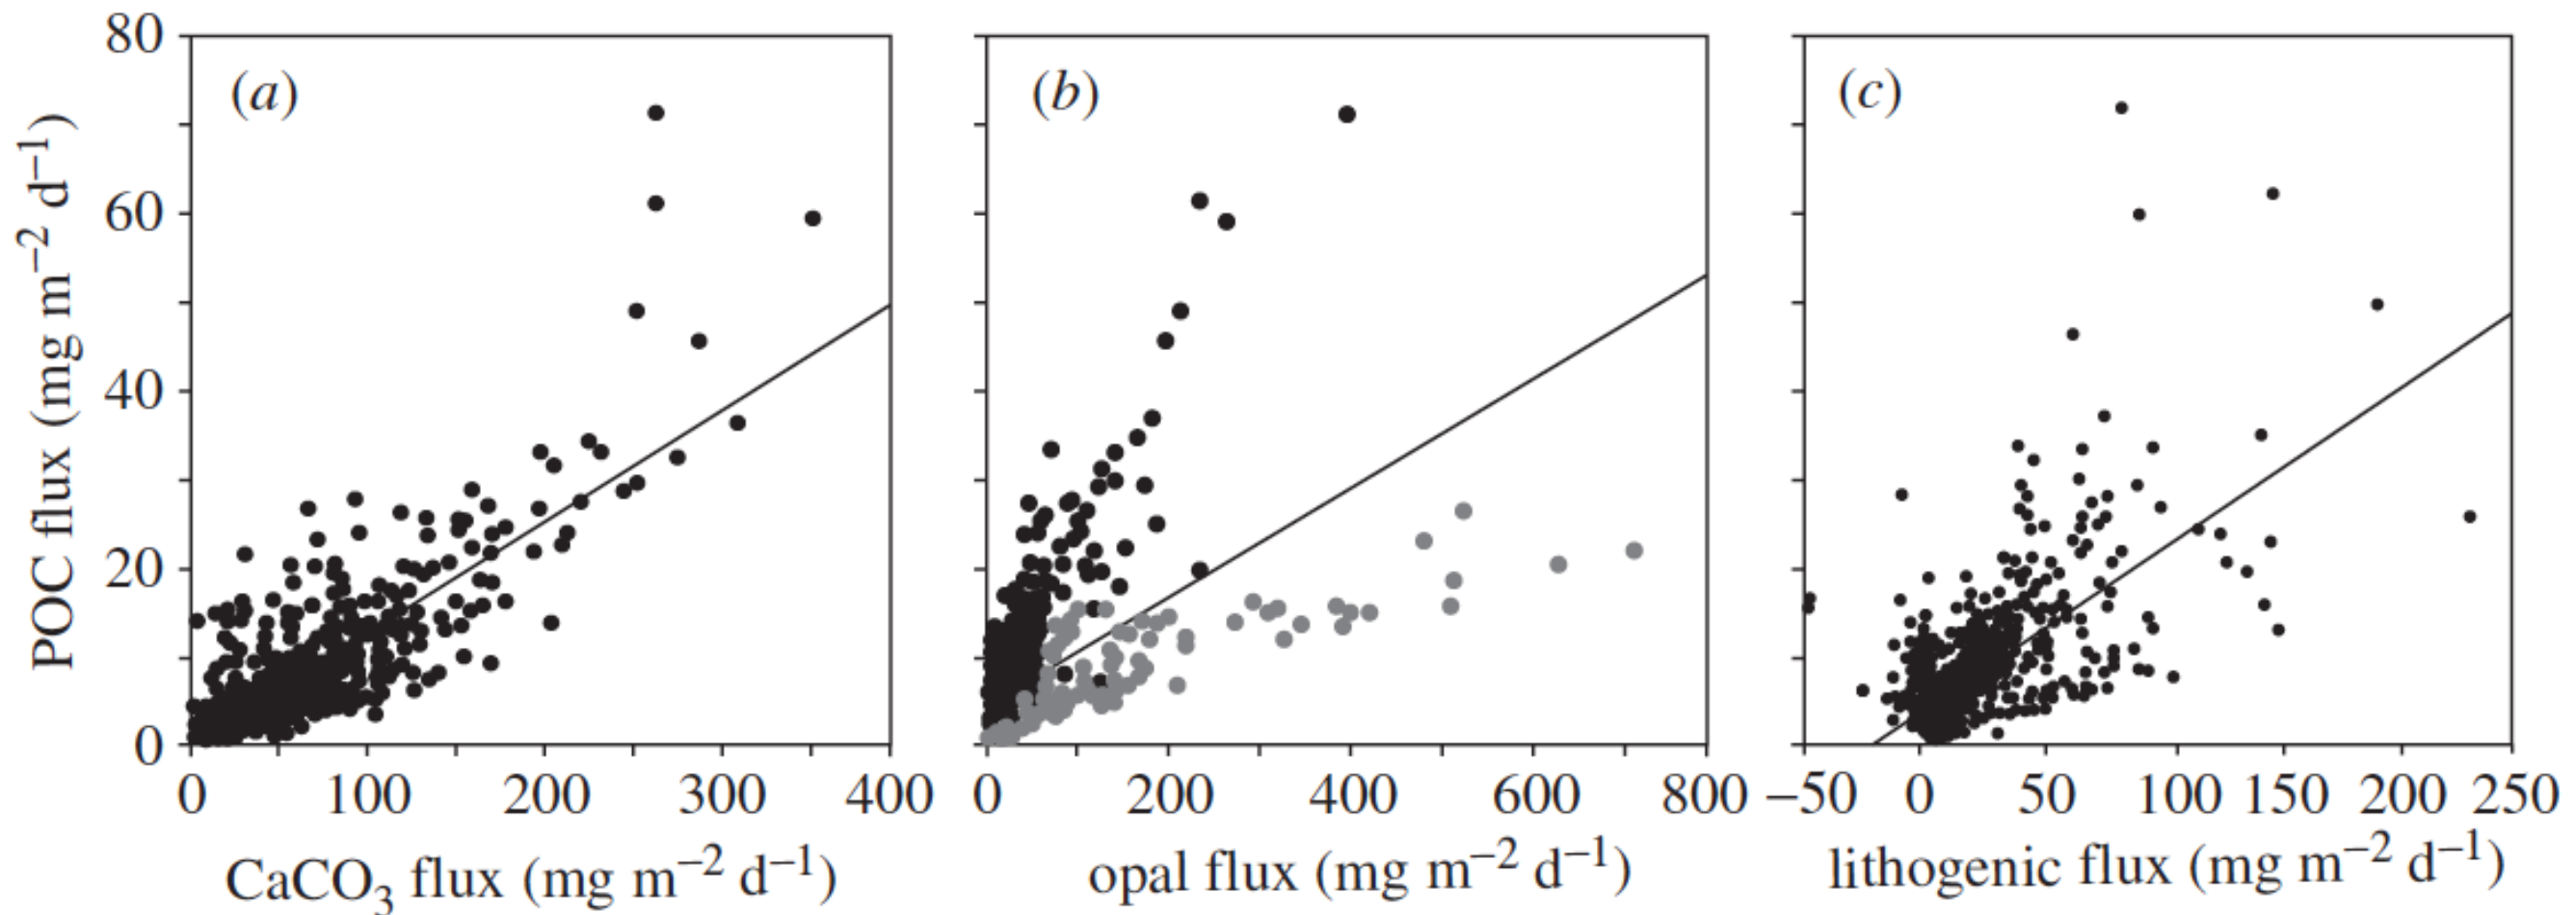 POC flux (mg m⁻² d⁻¹)
80
60
40
20
0
(a)
0 100 200 300 400
CaCO₃ flux (mg m⁻² d⁻¹)
(b)
0 200 400 600 800
opal flux (mg m⁻² d⁻¹)
(c)
−50 0 50 100 150 200 250
lithogenic flux (mg m⁻² d⁻¹)